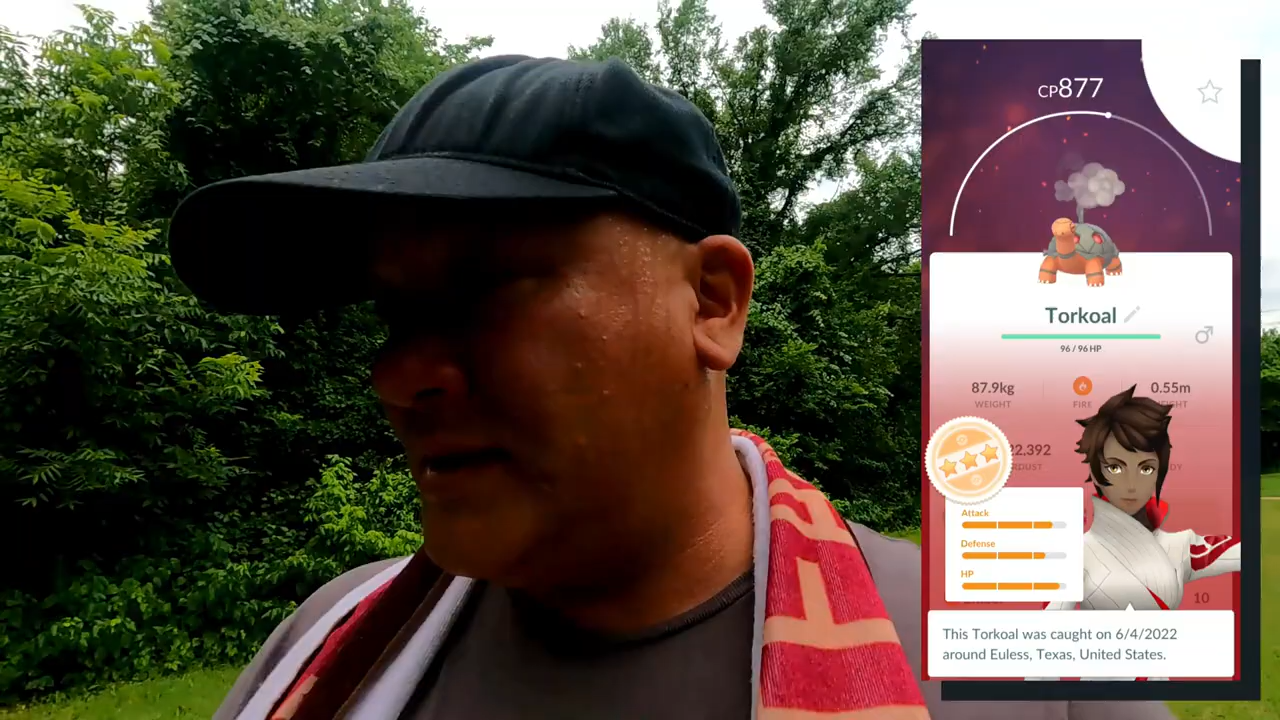 CP877
Torkoal
96 / 96 HP
87.9kg
WEIGHT
FIRE
0.55m
22,392
Attack
Defense
HP
10
This Torkoal was caught on 6/4/2022
around Euless, Texas, United States.